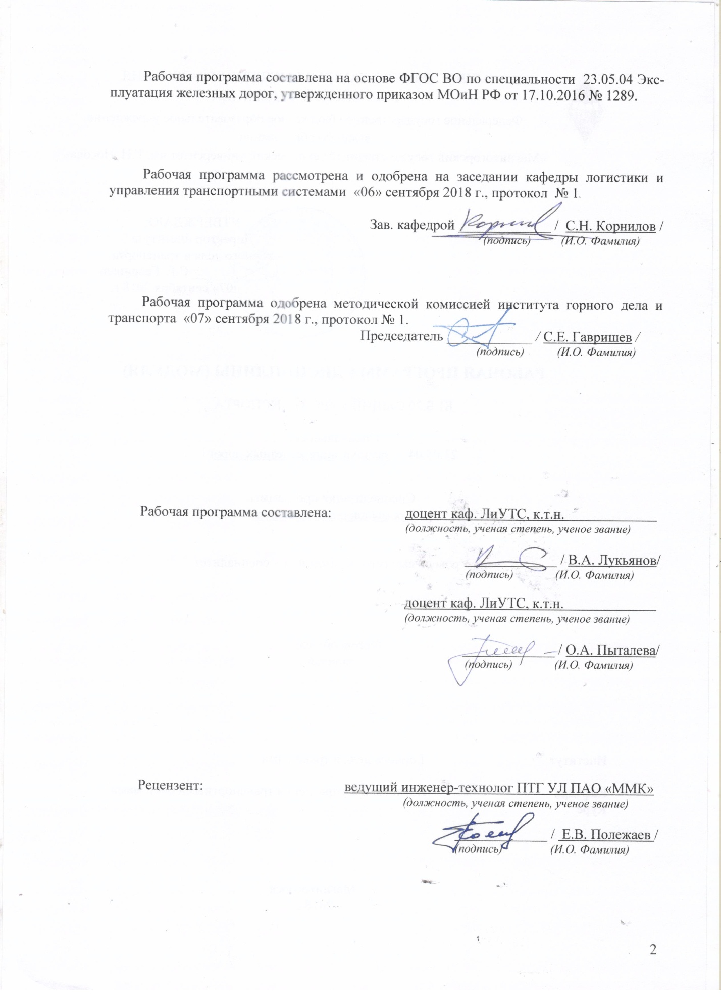 Рабочая программа составлена на основе ФГОС ВО по специальности 23.05.04 Экс-
плуатация железных дорог, утвержденного приказом МОиН РФ от 17.10.2016 № 1289.
Рабочая программа рассмотрена и одобрена на заседании кафедры логистики и
управления транспортными системами «06» сентября 2018 г., протокол № 1.
Зав. кафедрой / С.Н. Корнилов /
(подпись) (И.О. Фамилия)
Рабочая программа одобрена методической комиссией института горного дела и
транспорта «07» сентября 2018 г., протокол № 1.
Председатель / С.Е. Гавришев /
(подпись) (И.О. Фамилия)
Рабочая программа составлена: доцент каф. ЛиУТС, к.т.н.
(должность, ученая степень, ученое звание)
/ В.А. Лукьянов/
(подпись) (И.О. Фамилия)
доцент каф. ЛиУТС, к.т.н.
(должность, ученая степень, ученое звание)
/ О.А. Пыталева/
(подпись) (И.О. Фамилия)
Рецензент: ведущий инженер-технолог ПТГ УЛ ПАО «ММК»
(должность, ученая степень, ученое звание)
/ Е.В. Полежаев /
(подпись) (И.О. Фамилия)
2